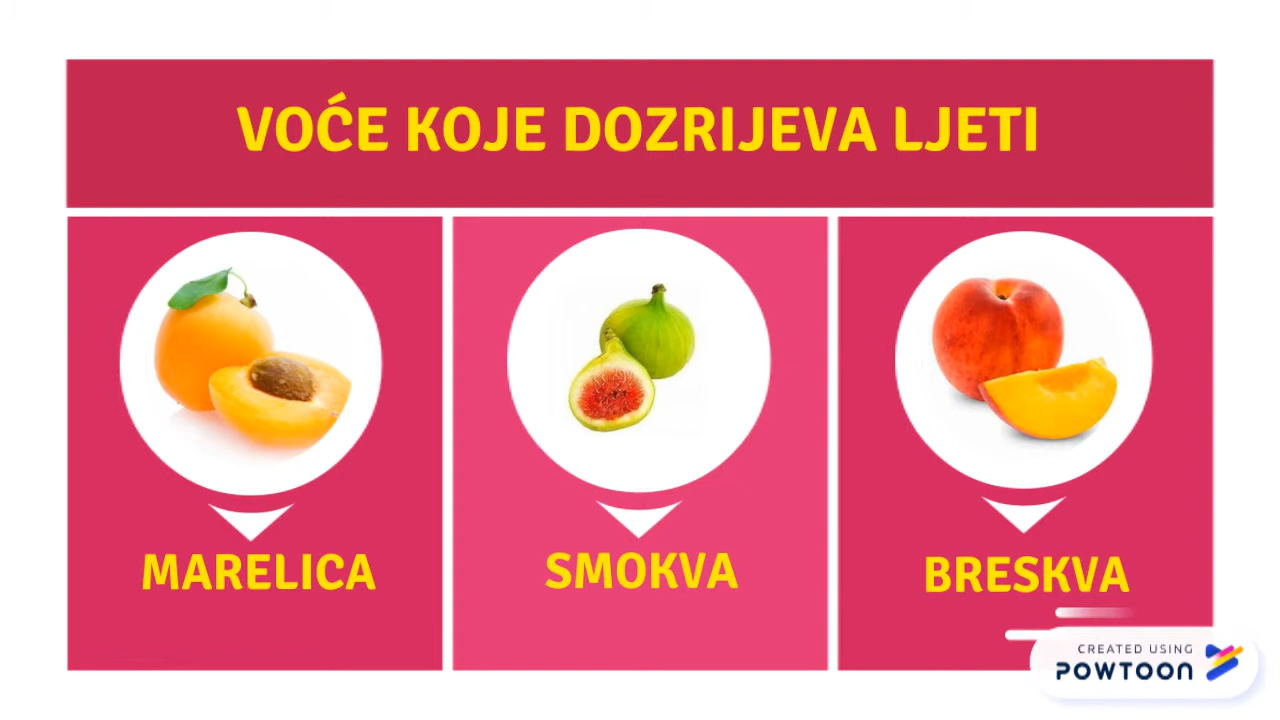 VOĆE KOJE DOZRIJEVA LJETI
MARELICA
SMOKVA
BRESKVA
CREATED USING
POWTOON